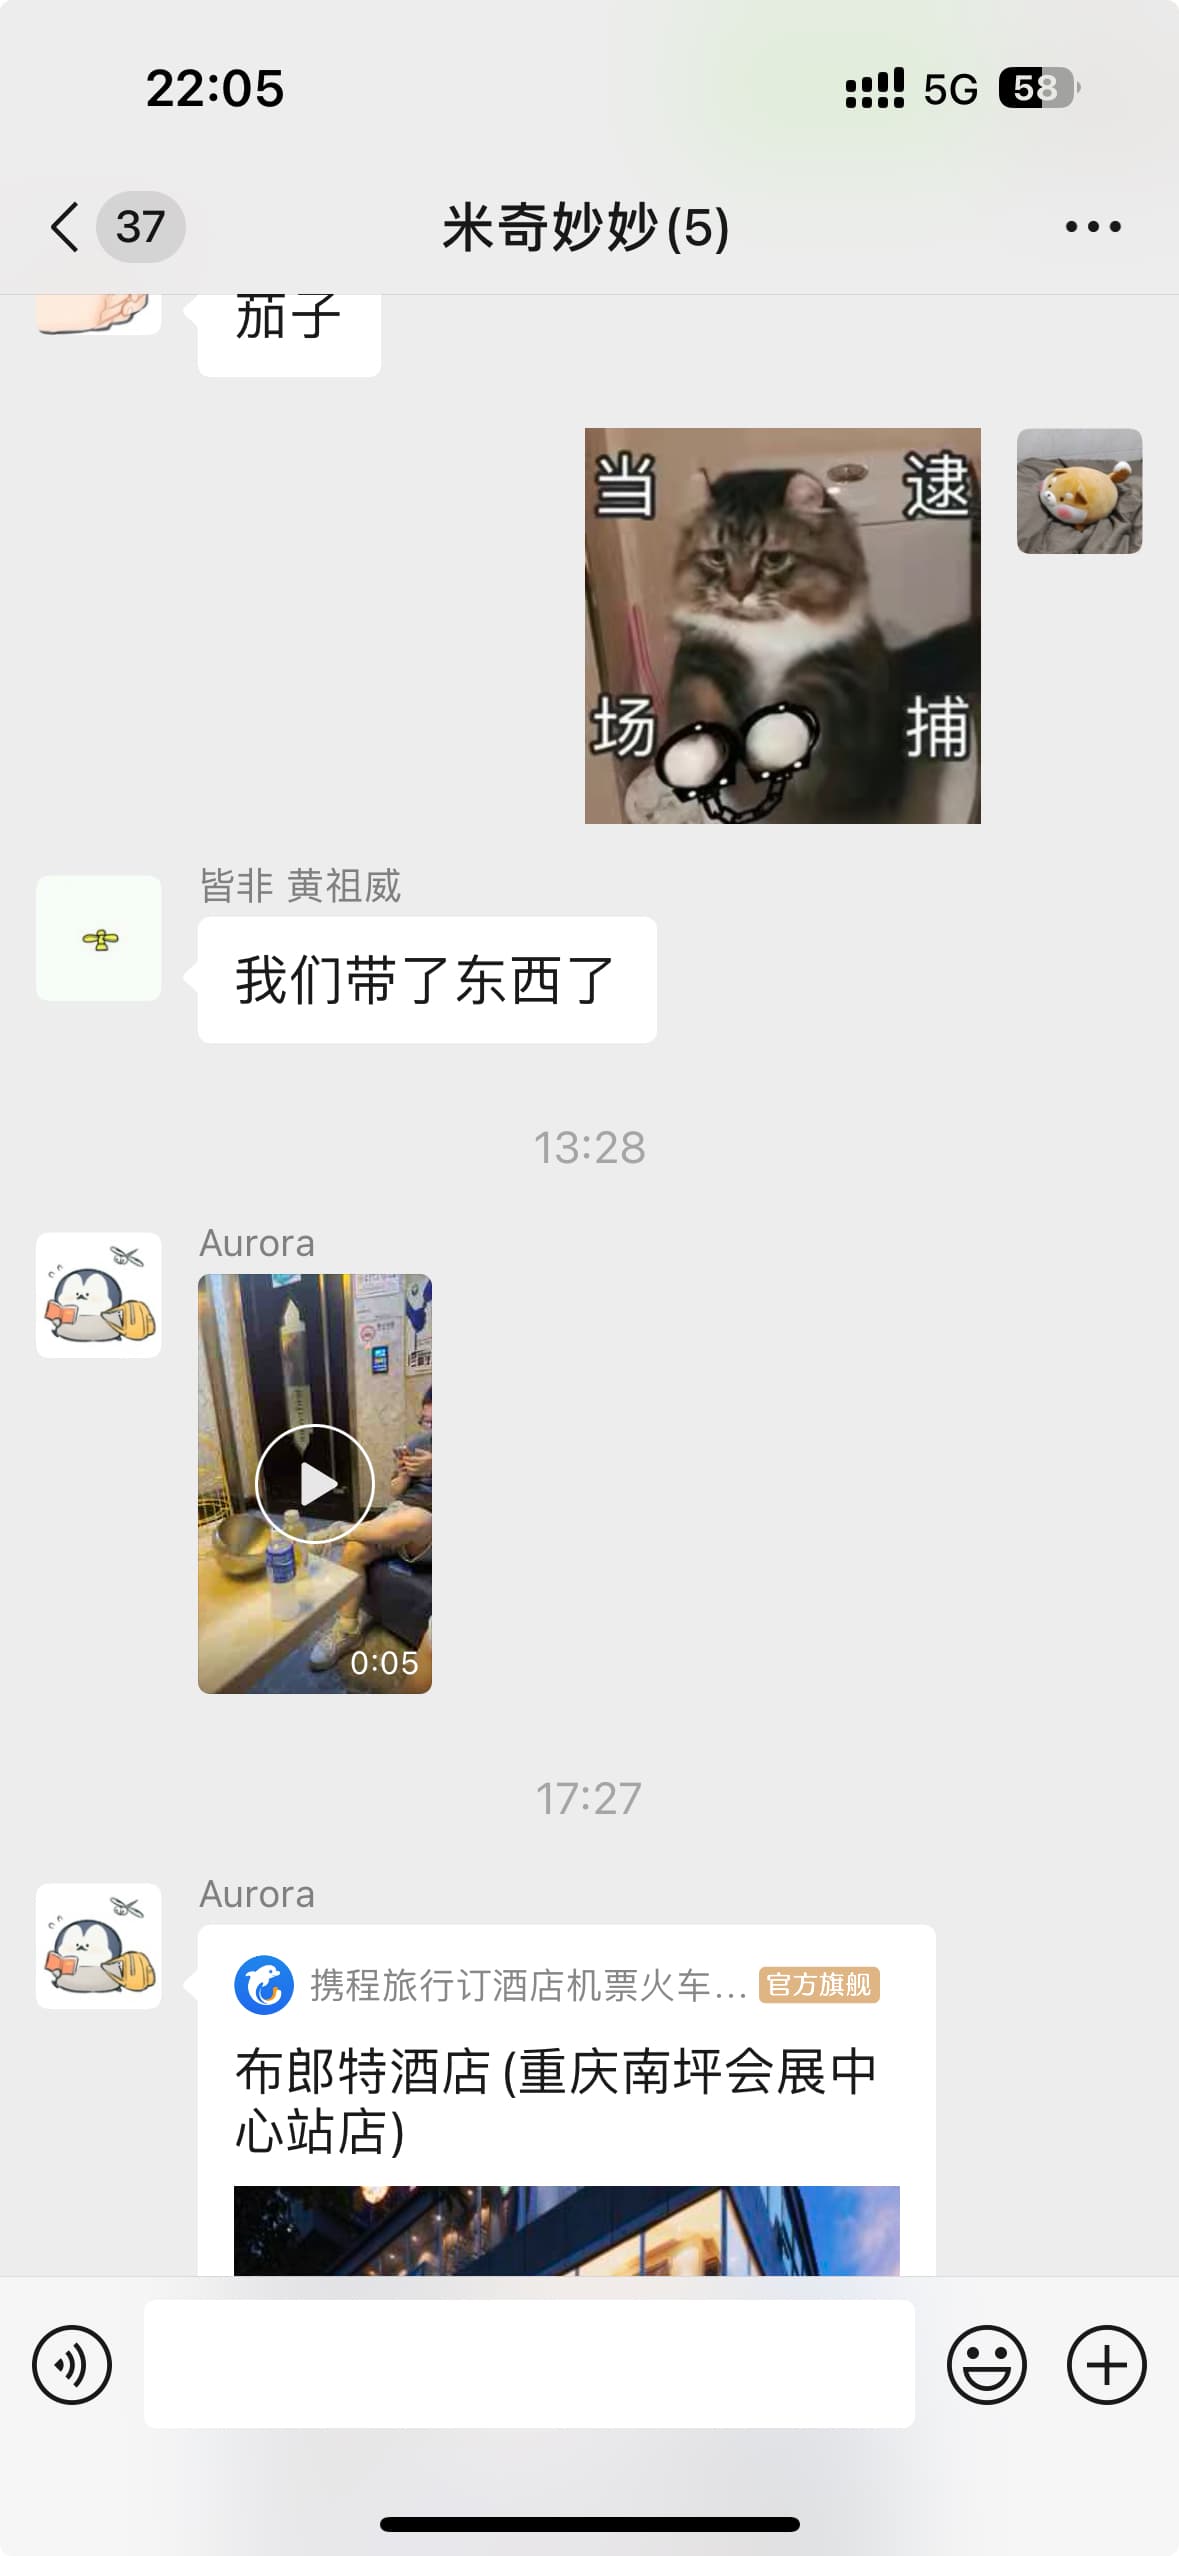 22:05
5G
58
37
米奇妙妙(5)
茄子
当 逮
场 捕
皆非 黄祖威
我们带了东西了
13:28
Aurora
0:05
17:27
Aurora
携程旅行订酒店机票火车... 官方旗舰
布郎特酒店(重庆南坪会展中
心站店)